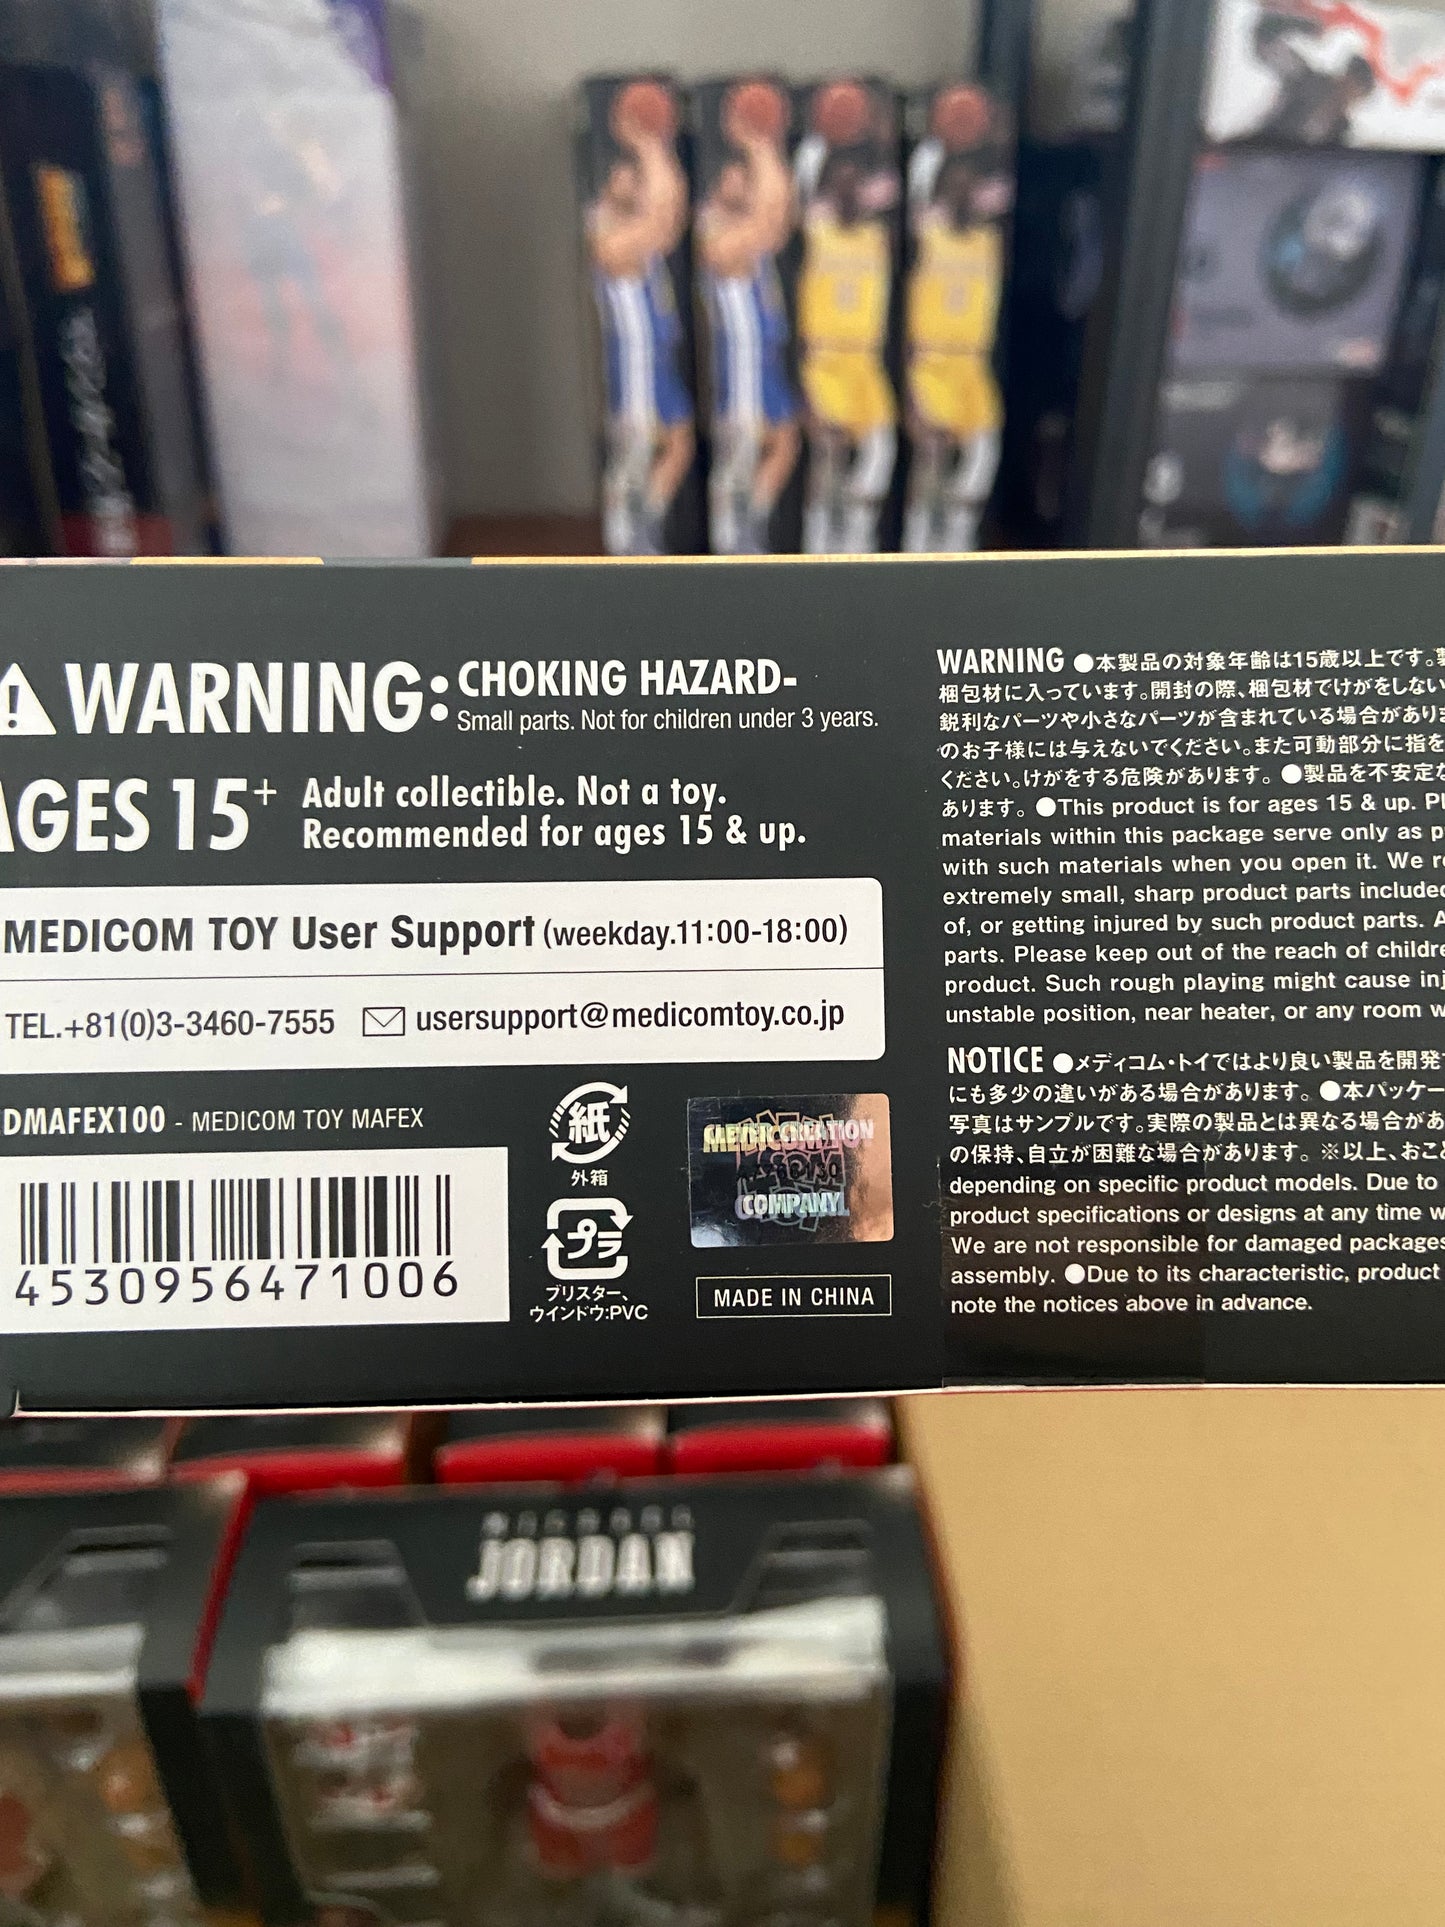 WARNING: CHOKING HAZARD-
Small parts. Not for children under 3 years.
AGES 15+ Adult collectible. Not a toy.
Recommended for ages 15 & up.
MEDICOM TOY User Support (weekday.11:00-18:00)
TEL.+81(0)3-3460-7555 usersupport@medicomtoy.co.jp
DMAFEX100 - MEDICOM TOY MAFEX
4530956471006
紙
外箱
プラ
ブリスター、
ウインドウ:PVC
COMPANY
MADE IN CHINA
WARNING ●本製品の対象年齢は15歳以上です。
梱包材に入っています。開封の際、梱包材でけがをしない
鋭利なパーツや小さなパーツが含まれている場合があり
のお子様には与えないでください。また可動部分に指を
ください。けがをする危険があります。 ●製品を不安定な
あります。 ●This product is for ages 15 & up.
materials within this package serve only as
with such materials when you open it. We
extremely small, sharp product parts included
of, or getting injured by such product parts.
parts. Please keep out of the reach of
product. Such rough playing might cause
unstable position, near heater, or any room
NOTICE ●メディコム・トイではより良い製品を開発
にも多少の違いがある場合があります。 ●本パッケー
写真はサンプルです。実際の製品とは異なる場合があ
の保持、自立が困難な場合があります。 ※以上、おこ
depending on specific product models. Due to
product specifications or designs at any time
We are not responsible for damaged packages
assembly. ●Due to its characteristic, product
note the notices above in advance.
MICHAEL
JORDAN